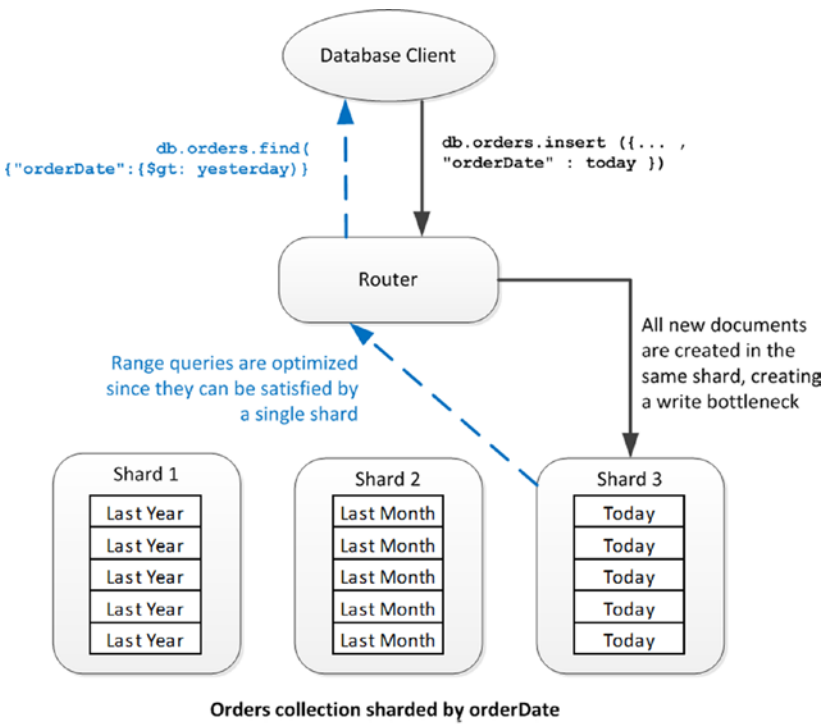 Database Client
db.orders.find(
{"orderDate":{$gt: yesterday)}
db.orders.insert ({... ,
"orderDate" : today })
Router
Range queries are optimized
since they can be satisfied by
a single shard
All new documents
are created in the
same shard, creating
a write bottleneck
Shard 1
Last Year
Last Year
Last Year
Last Year
Last Year
Shard 2
Last Month
Last Month
Last Month
Last Month
Last Month
Shard 3
Today
Today
Today
Today
Today
Orders collection sharded by orderDate